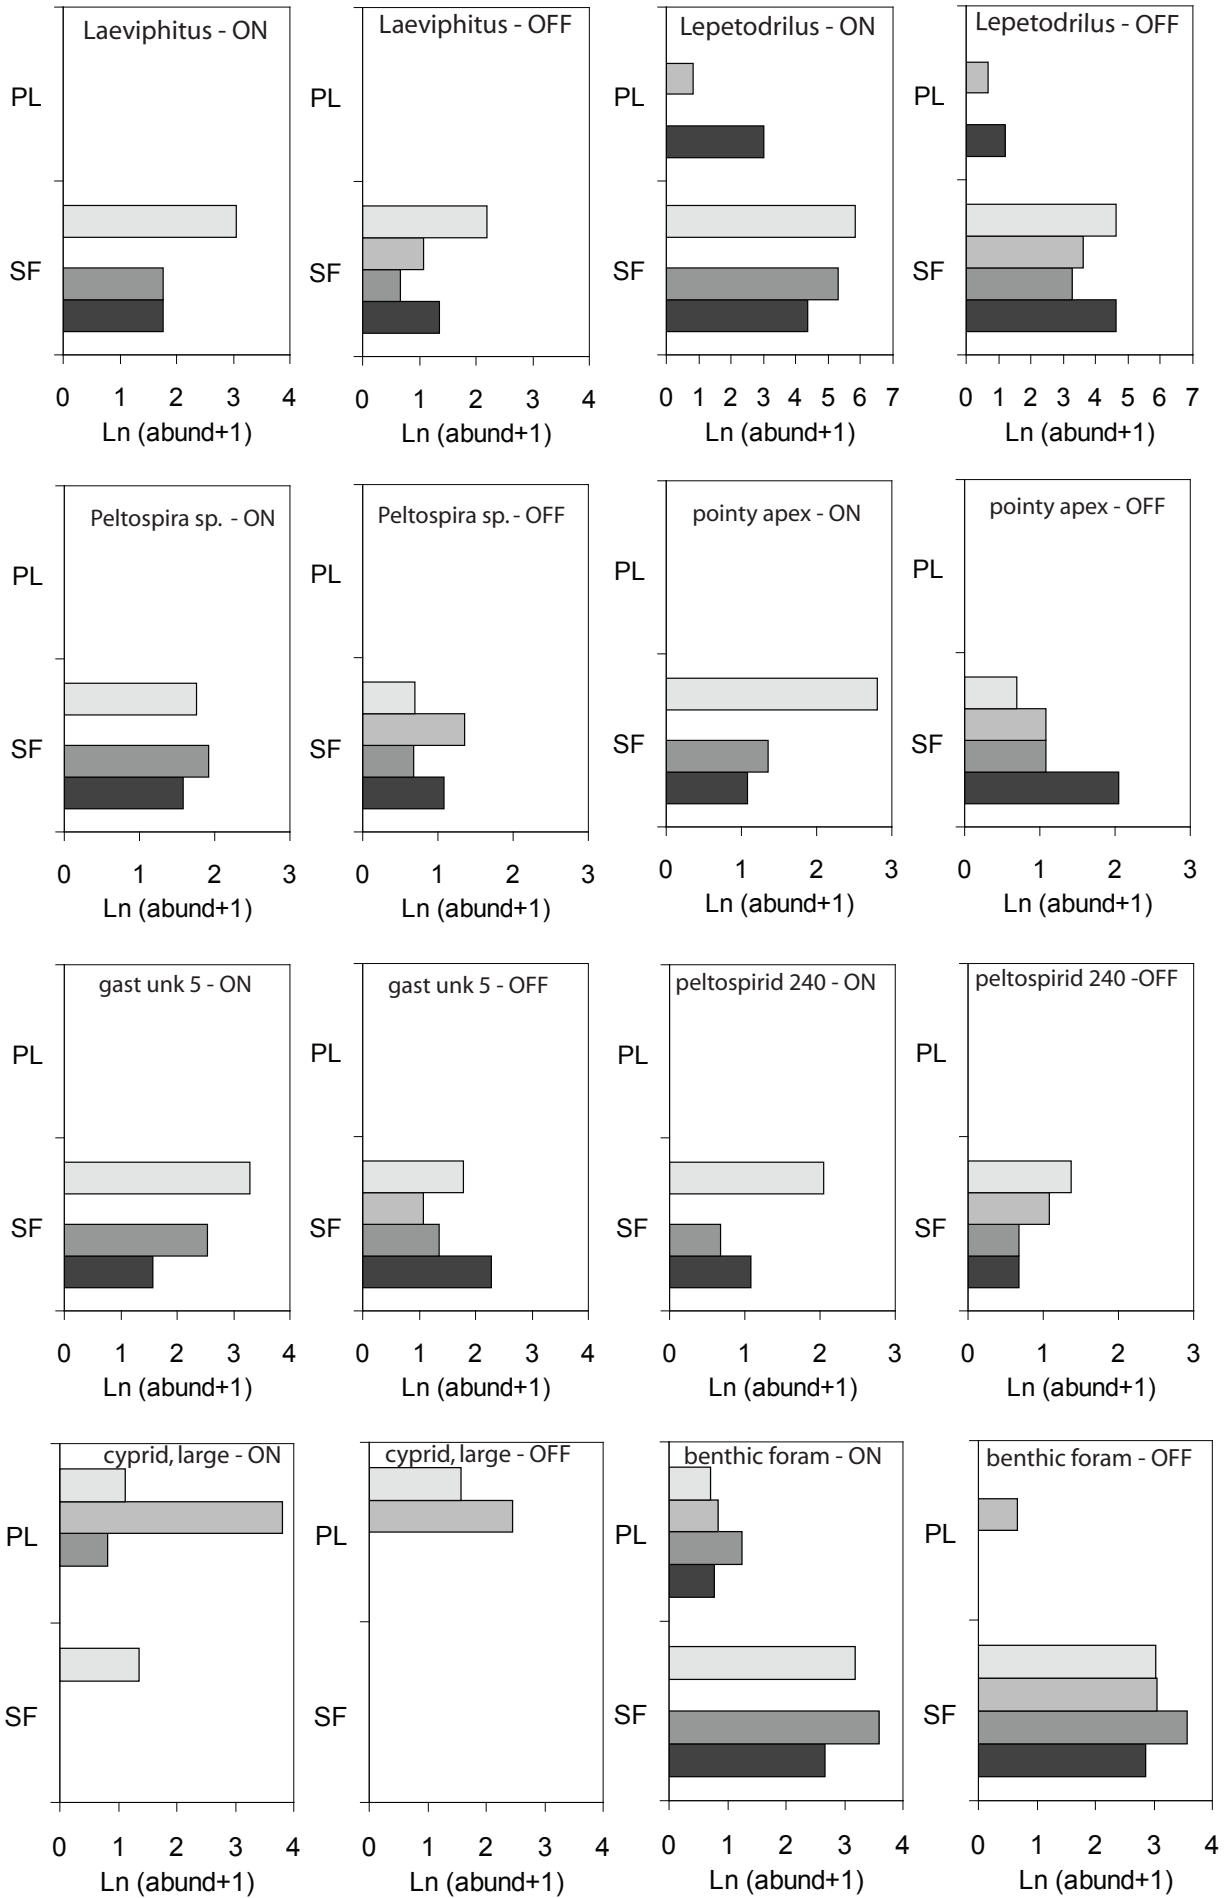 Laeviphitus - ON
PL
SF
0 1 2 3 4
Ln (abund+1)
Laeviphitus - OFF
PL
SF
0 1 2 3 4
Ln (abund+1)
Lepetodrilus - ON
PL
SF
0 1 2 3 4 5 6 7
Ln (abund+1)
Lepetodrilus - OFF
PL
SF
0 1 2 3 4 5 6 7
Ln (abund+1)
Peltospira sp. - ON
PL
SF
0 1 2 3
Ln (abund+1)
Peltospira sp. - OFF
PL
SF
0 1 2 3
Ln (abund+1)
pointy apex - ON
PL
SF
0 1 2 3
Ln (abund+1)
pointy apex - OFF
PL
SF
0 1 2 3
Ln (abund+1)
gast unk 5 - ON
PL
SF
0 1 2 3 4
Ln (abund+1)
gast unk 5 - OFF
PL
SF
0 1 2 3 4
Ln (abund+1)
peltospirid 240 - ON
PL
SF
0 1 2 3
Ln (abund+1)
peltospirid 240 -OFF
PL
SF
0 1 2 3
Ln (abund+1)
cyprid, large - ON
PL
SF
0 1 2 3 4
Ln (abund+1)
cyprid, large - OFF
PL
SF
0 1 2 3 4
Ln (abund+1)
benthic foram - ON
PL
SF
0 1 2 3 4
Ln (abund+1)
benthic foram - OFF
PL
SF
0 1 2 3 4
Ln (abund+1)